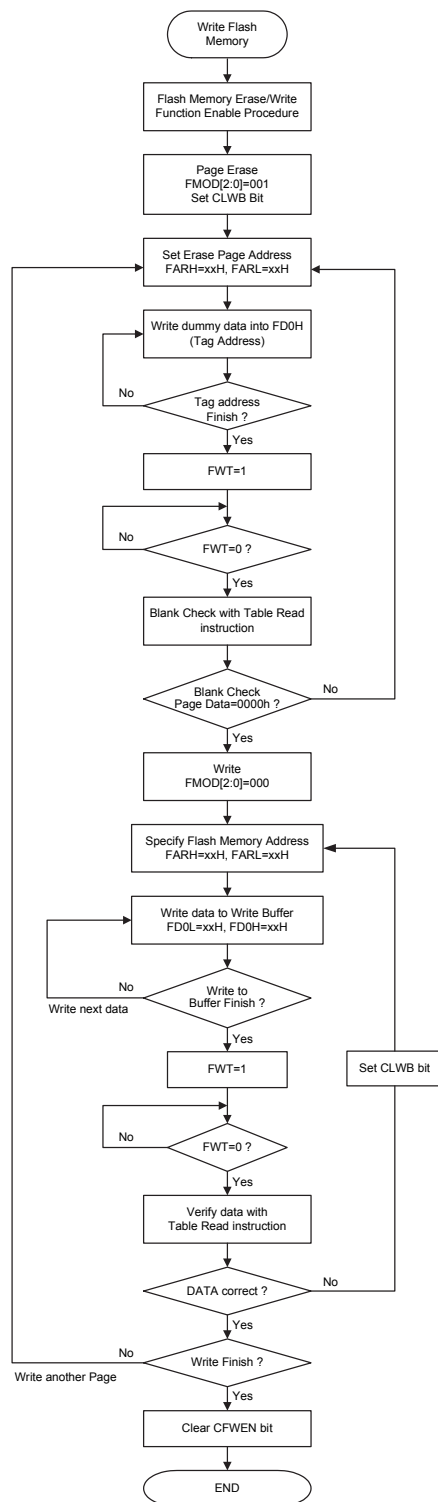 Write Flash
Memory
Flash Memory Erase/Write
Function Enable Procedure
Page Erase
FMOD[2:0]=001
Set CLWB Bit
Set Erase Page Address
FARH=xxH, FARL=xxH
Write dummy data into FD0H
(Tag Address)
No
Tag address
Finish ?
Yes
FWT=1
No
FWT=0 ?
Yes
Blank Check with Table Read
instruction
Blank Check
Page Data=0000h ?
No
Yes
Write
FMOD[2:0]=000
Specify Flash Memory Address
FARH=xxH, FARL=xxH
Write data to Write Buffer
FD0L=xxH, FD0H=xxH
No
Write next data
Write to
Buffer Finish ?
Yes
FWT=1
Set CLWB bit
No
FWT=0 ?
Yes
Verify data with
Table Read instruction
DATA correct ?
No
Yes
No
Write another Page
Write Finish ?
Yes
Clear CFWEN bit
END